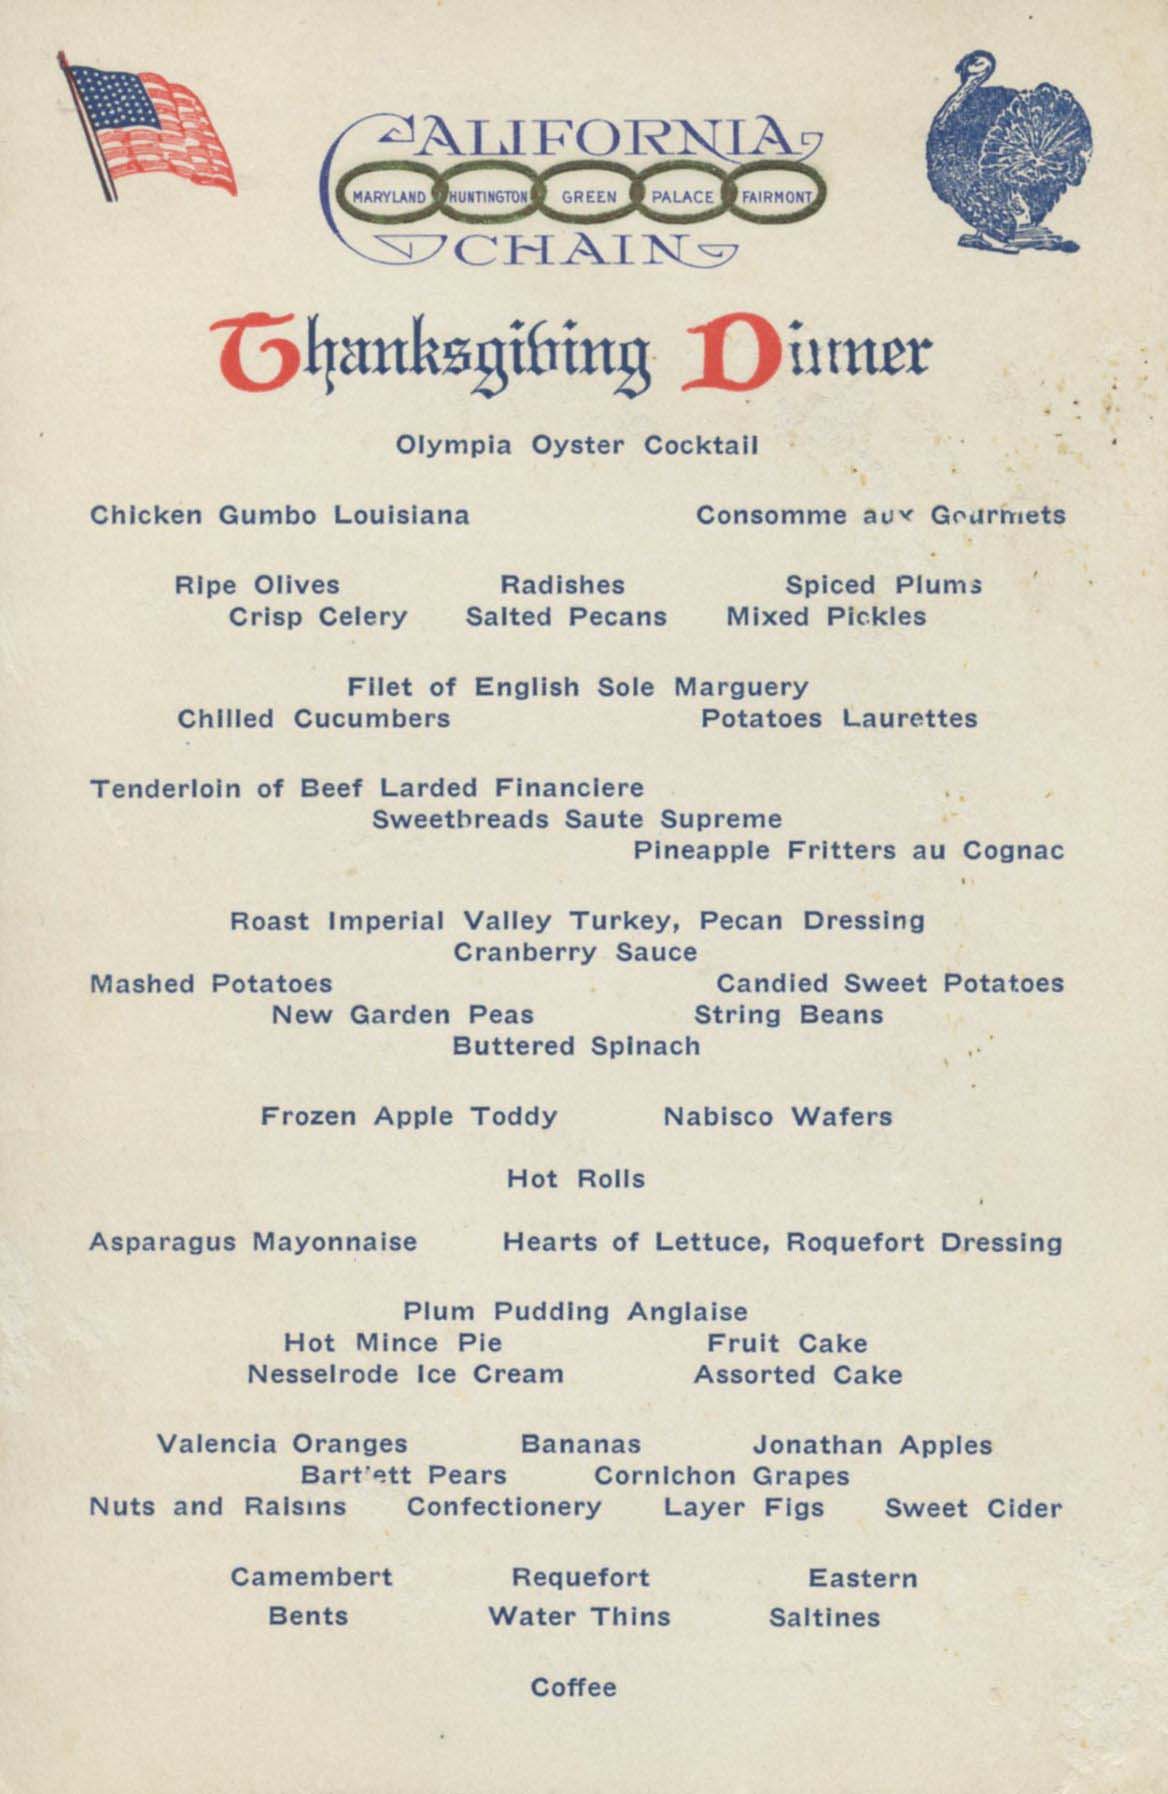 CALIFORNIA
MARYLAND HUNTINGTON GREEN PALACE FAIRMONT
CHAIN
Thanksgiving Dinner
Olympia Oyster Cocktail
Chicken Gumbo Louisiana Consomme aux Gourmets
Ripe Olives Radishes Spiced Plums
Crisp Celery Salted Pecans Mixed Pickles
Filet of English Sole Marguery
Chilled Cucumbers Potatoes Laurettes
Tenderloin of Beef Larded Financiere
Sweetbreads Saute Supreme
Pineapple Fritters au Cognac
Roast Imperial Valley Turkey, Pecan Dressing
Cranberry Sauce
Mashed Potatoes Candied Sweet Potatoes
New Garden Peas String Beans
Buttered Spinach
Frozen Apple Toddy Nabisco Wafers
Hot Rolls
Asparagus Mayonnaise Hearts of Lettuce, Roquefort Dressing
Plum Pudding Anglaise
Hot Mince Pie Fruit Cake
Nesselrode Ice Cream Assorted Cake
Valencia Oranges Bananas Jonathan Apples
Bartlett Pears Cornichon Grapes
Nuts and Raisins Confectionery Layer Figs Sweet Cider
Camembert Requefort Eastern
Bents Water Thins Saltines
Coffee